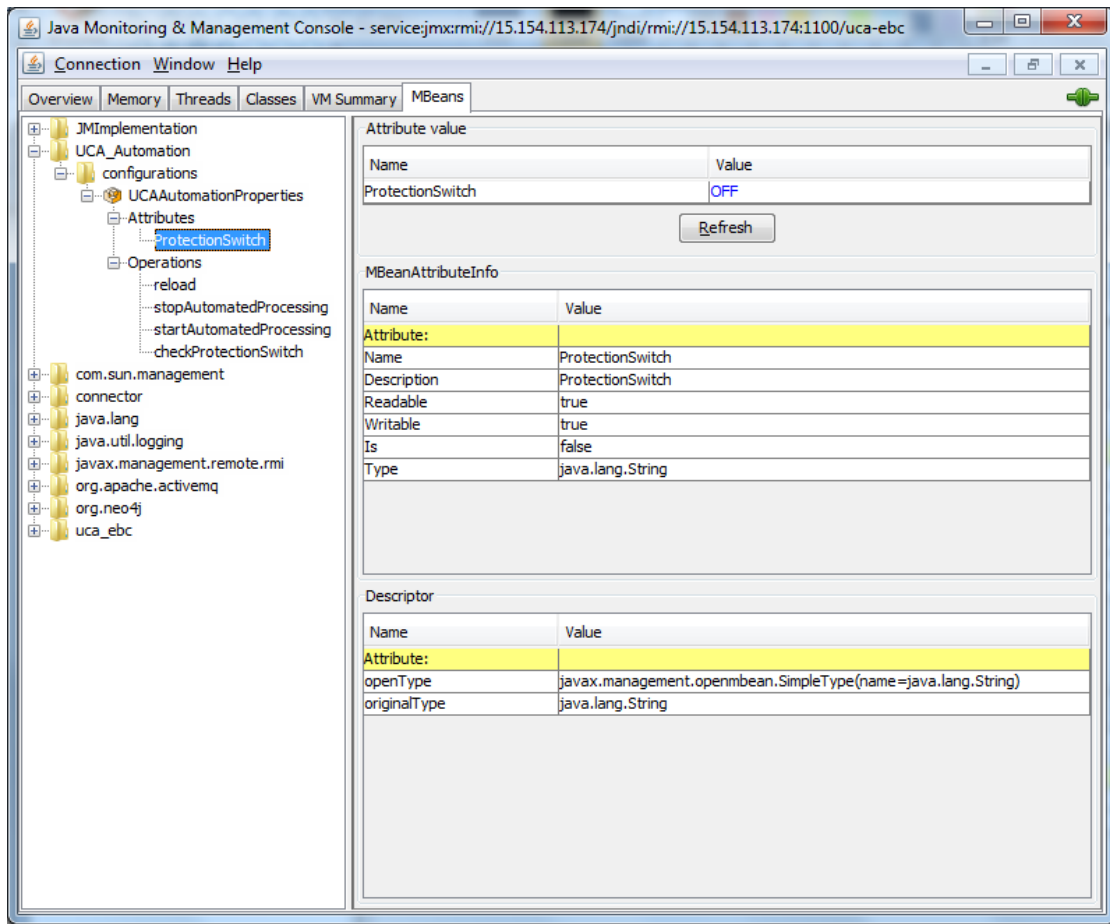 Java Monitoring & Management Console - service:jmx:rmi://15.154.113.174/jndi/rmi://15.154.113.174:1100/uca-ebc
Connection Window Help
Overview Memory Threads Classes VM Summary MBeans
JMImplementation
UCA_Automation
configurations
UCAAutomationProperties
Attributes
ProtectionSwitch
Operations
reload
stopAutomatedProcessing
startAutomatedProcessing
checkProtectionSwitch
com.sun.management
connector
java.lang
java.util.logging
javax.management.remote.rmi
org.apache.activemq
org.neo4j
uca_ebc
Attribute value
Name Value
ProtectionSwitch OFF
Refresh
MBeanAttributeInfo
Name Value
Attribute:
Name ProtectionSwitch
Description ProtectionSwitch
Readable true
Writable true
Is false
Type java.lang.String
Descriptor
Name Value
Attribute:
openType javax.management.openmbean.SimpleType(name=java.lang.String)
originalType java.lang.String